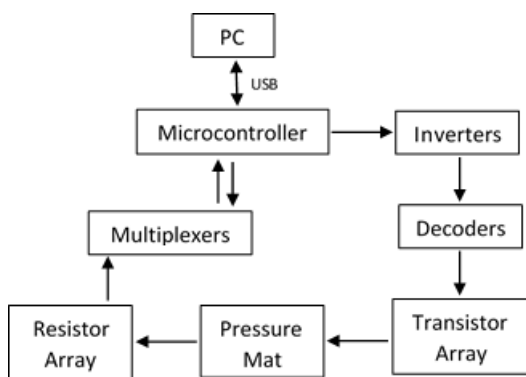 PC
USB
Microcontroller
Inverters
Multiplexers
Decoders
Resistor
Array
Pressure
Mat
Transistor
Array